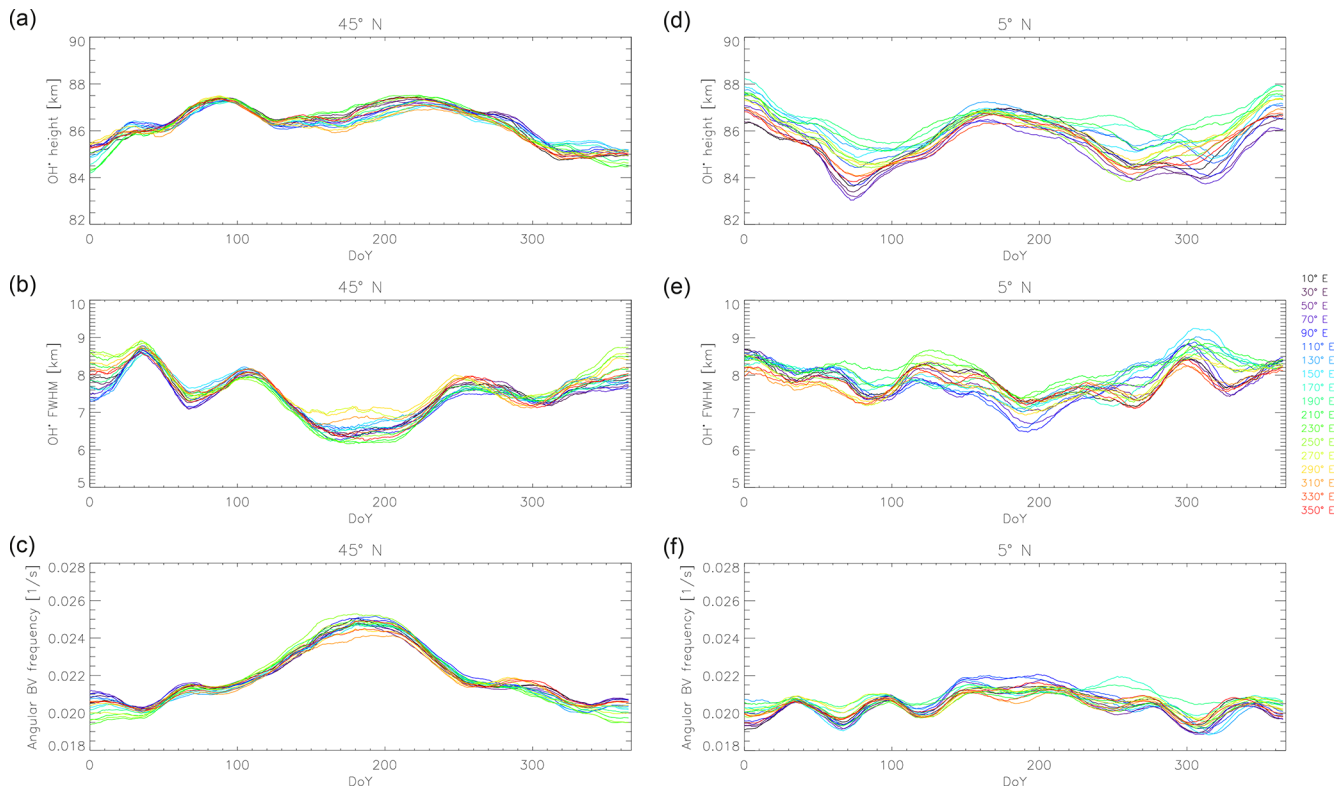 (a)
45° N
90
88
86
84
82
OH* height [km]
0
100
200
300
DoY
(b)
45° N
10
9
8
7
6
5
OH* FWHM [km]
0
100
200
300
DoY
(c)
45° N
0.028
0.026
0.024
0.022
0.020
0.018
Angular BV frequency [1/s]
0
100
200
300
DoY
(d)
5° N
90
88
86
84
82
OH* height [km]
0
100
200
300
DoY
(e)
5° N
10
9
8
7
6
5
OH* FWHM [km]
0
100
200
300
DoY
(f)
5° N
0.028
0.026
0.024
0.022
0.020
0.018
Angular BV frequency [1/s]
0
100
200
300
DoY
10° E
30° E
50° E
70° E
90° E
110° E
130° E
150° E
170° E
190° E
210° E
230° E
250° E
270° E
290° E
310° E
330° E
350° E